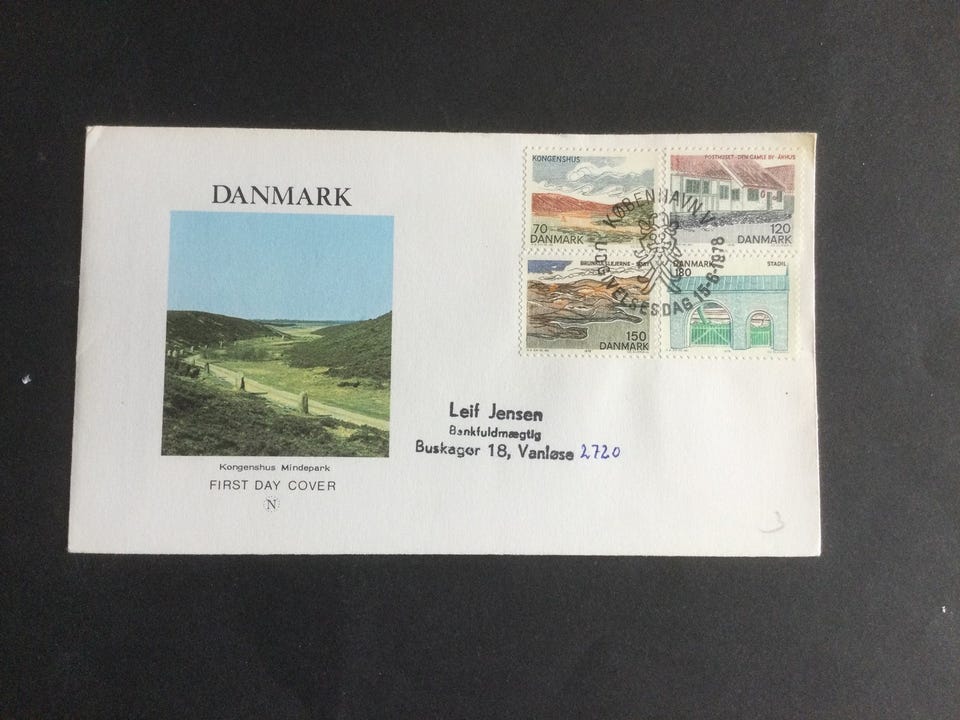 DANMARK
Kongenshus Mindepark
FIRST DAY COVER
N
KONGENSHUS
70
DANMARK
POSTHUSET - DEN GAMLE BY - ÅRHUS
120
DANMARK
150
DANMARK
DANMARK
180
STADIL
KØBENHAVN V
UDGIVELSESDAG 15-6-1978
Leif Jensen
Bankfuldmægtig
Buskager 18, Vanløse 2720
3